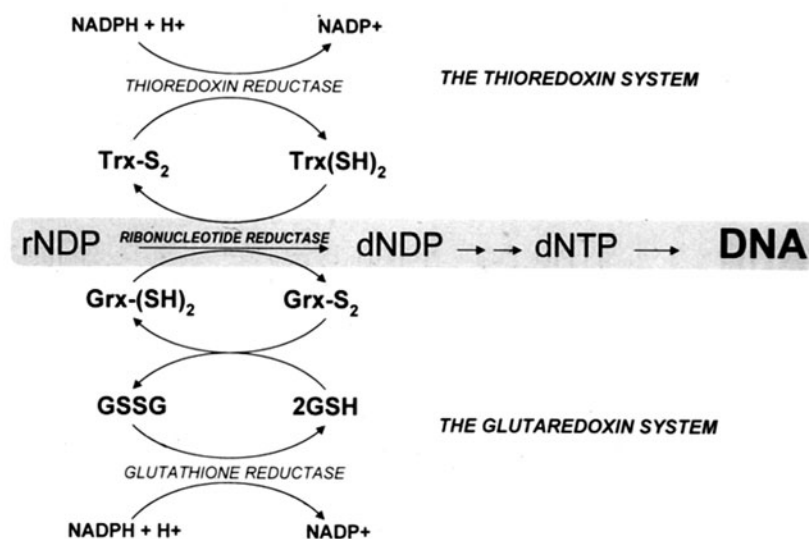 NADPH + H+ NADP+
THIOREDOXIN REDUCTASE THE THIOREDOXIN SYSTEM
Trx-S₂ Trx(SH)₂
rNDP RIBONUCLEOTIDE REDUCTASE dNDP dNTP DNA
Grx-(SH)₂ Grx-S₂
GSSG 2GSH
THE GLUTAREDOXIN SYSTEM
GLUTATHIONE REDUCTASE
NADPH + H+ NADP+